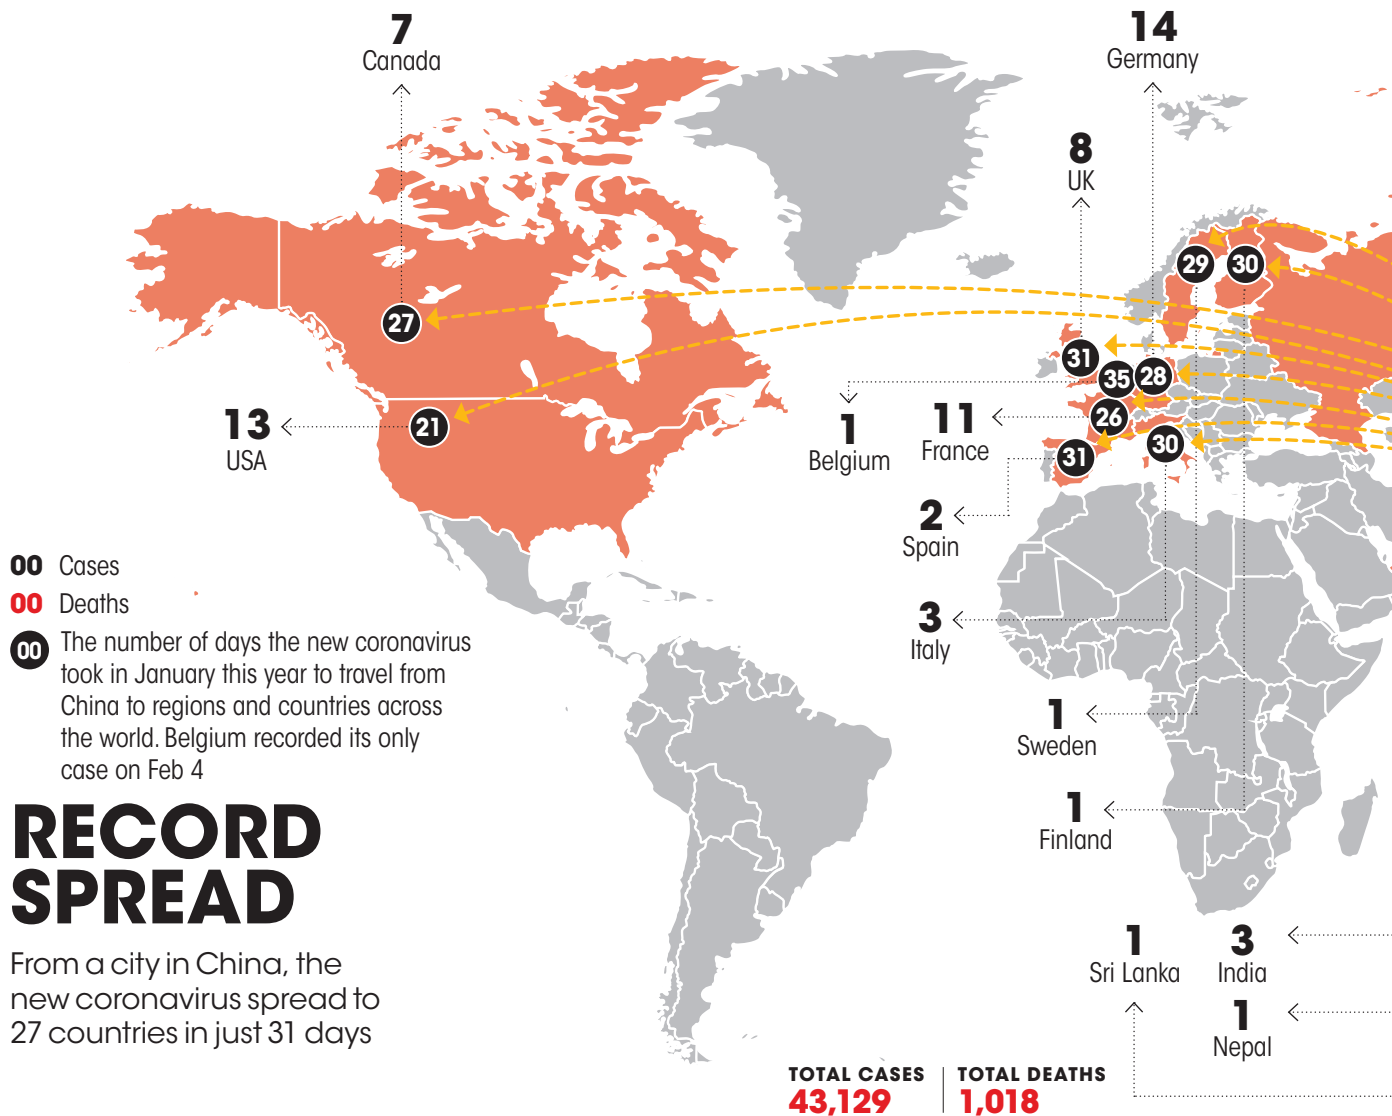 7
Canada
14
Germany
8
UK
29
30
27
31
35
28
26
21
13
USA
1
Belgium
11
France
30
31
2
Spain
00 Cases
00 Deaths
00 The number of days the new coronavirus
took in January this year to travel from
China to regions and countries across
the world. Belgium recorded its only
case on Feb 4
3
Italy
1
Sweden
1
Finland
RECORD
SPREAD
From a city in China, the
new coronavirus spread to
27 countries in just 31 days
1
Sri Lanka
3
India
1
Nepal
TOTAL CASES
43,129
TOTAL DEATHS
1,018